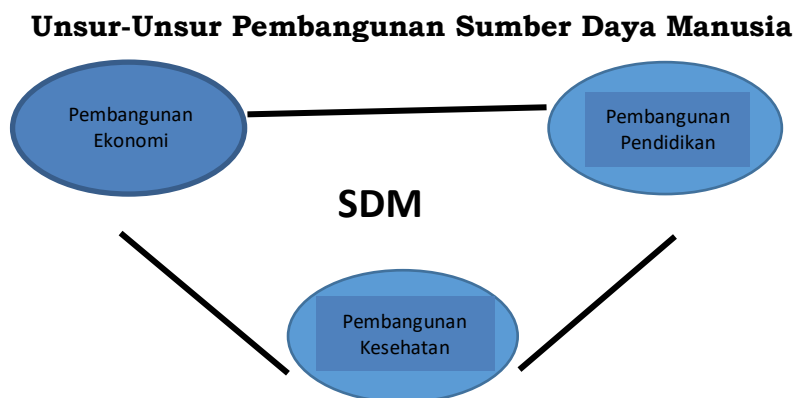 Unsur-Unsur Pembangunan Sumber Daya Manusia
Pembangunan
Ekonomi
Pembangunan
Pendidikan
SDM
Pembangunan
Kesehatan